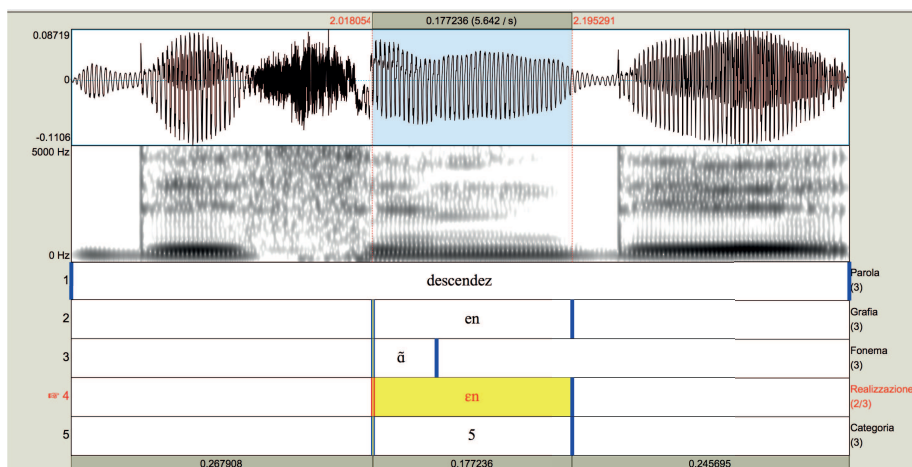 2.018054 0.177236 (5.642 / s) 2.195291
0.08719
0
-0.1106
5000 Hz
0 Hz
1 descendez Parola (3)
2 en Grafia (3)
3 ɑ̃ Fonema (3)
☞ 4 ɛn Realizzazione (2/3)
5 5 Categoria (3)
0.267908 0.177236 0.245695